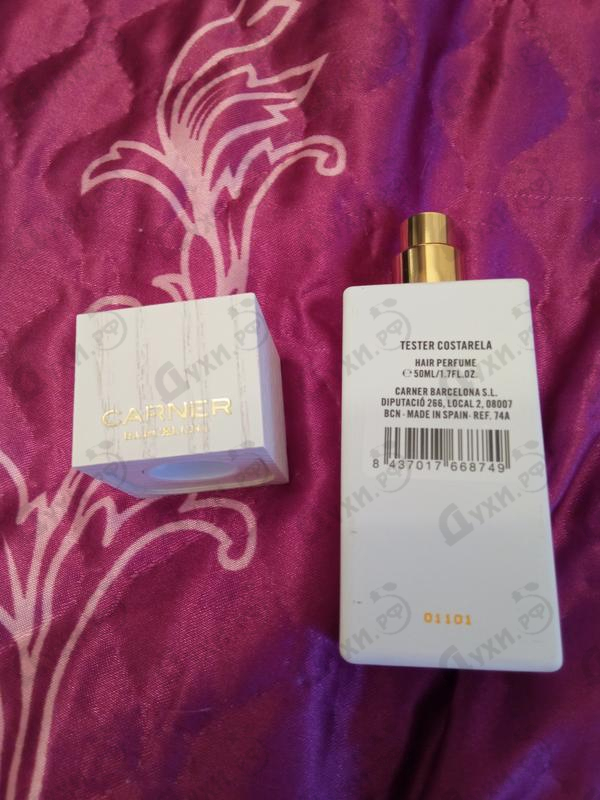 CARNER
BARCELONA
TESTER COSTARELA
HAIR PERFUME
℮ 50ML/1.7FL.OZ.
CARNER BARCELONA S.L.
DIPUTACIÓ 266, LOCAL 2, 08007
BCN - MADE IN SPAIN - REF. 74A
8 437017 668749
01101
Духи.РФ